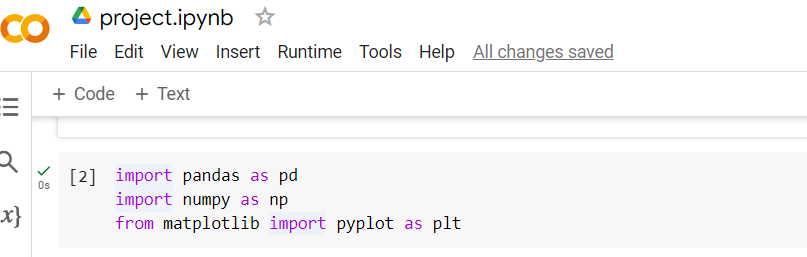 project.ipynb
File Edit View Insert Runtime Tools Help All changes saved
+ Code + Text
[2] import pandas as pd
0s import numpy as np
{x} from matplotlib import pyplot as plt